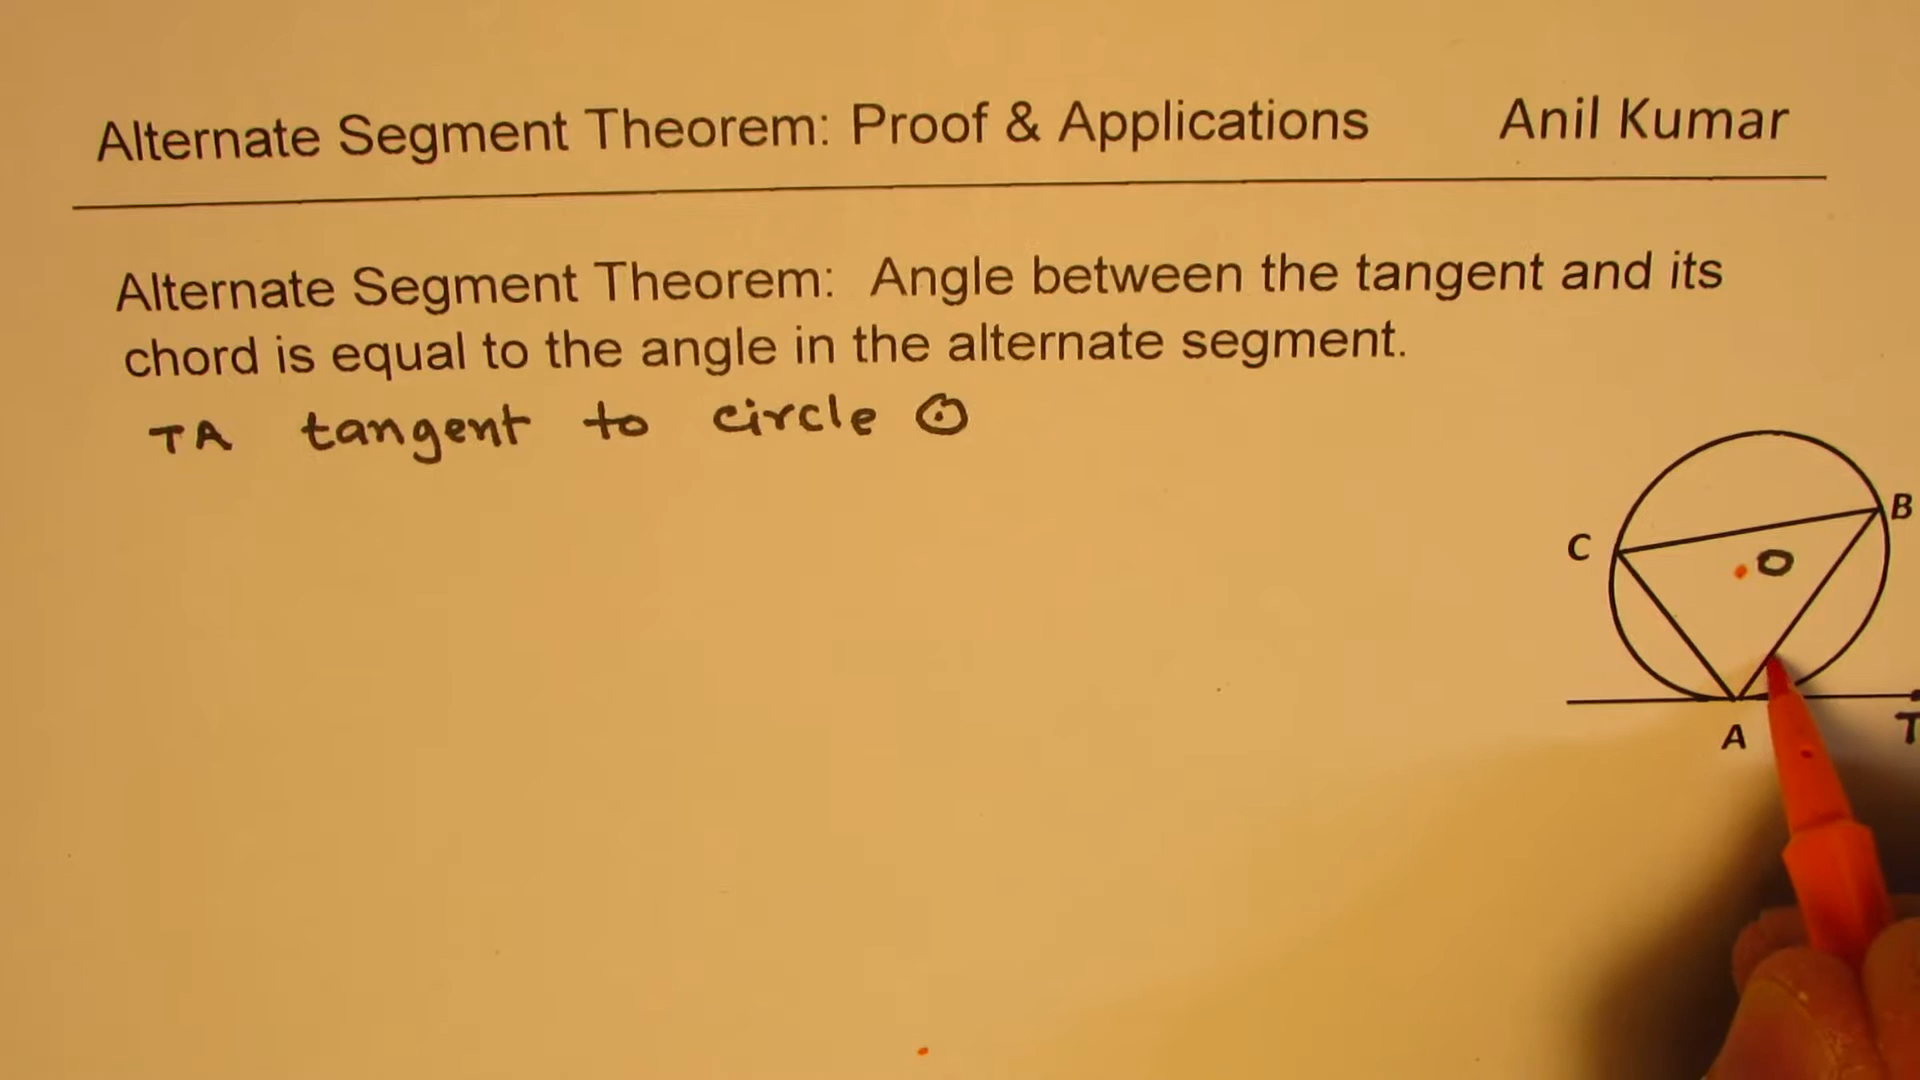 Alternate Segment Theorem: Proof & Applications Anil Kumar
Alternate Segment Theorem: Angle between the tangent and its
chord is equal to the angle in the alternate segment.
TA tangent to circle ⊙
B
C
O
A
T